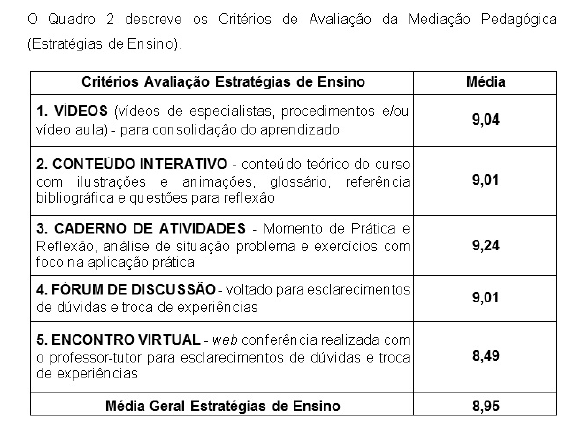 O Quadro 2 descreve os Critérios de Avaliação da Mediação Pedagógica
(Estratégias de Ensino).
Critérios Avaliação Estratégias de Ensino Média
1. VÍDEOS (vídeos de especialistas, procedimentos e/ou
vídeo aula) - para consolidação do aprendizado
9,04
2. CONTEÚDO INTERATIVO - conteúdo teórico do curso
com ilustrações e animações, glossário, referência
bibliográfica e questões para reflexão
9,01
3. CADERNO DE ATIVIDADES - Momento de Prática e
Reflexão, análise de situação problema e exercícios com
foco na aplicação prática
9,24
4. FÓRUM DE DISCUSSÃO - voltado para esclarecimentos
de dúvidas e troca de experiências
9,01
5. ENCONTRO VIRTUAL - web conferência realizada com
o professor-tutor para esclarecimentos de dúvidas e troca
de experiências
8,49
Média Geral Estratégias de Ensino 8,95